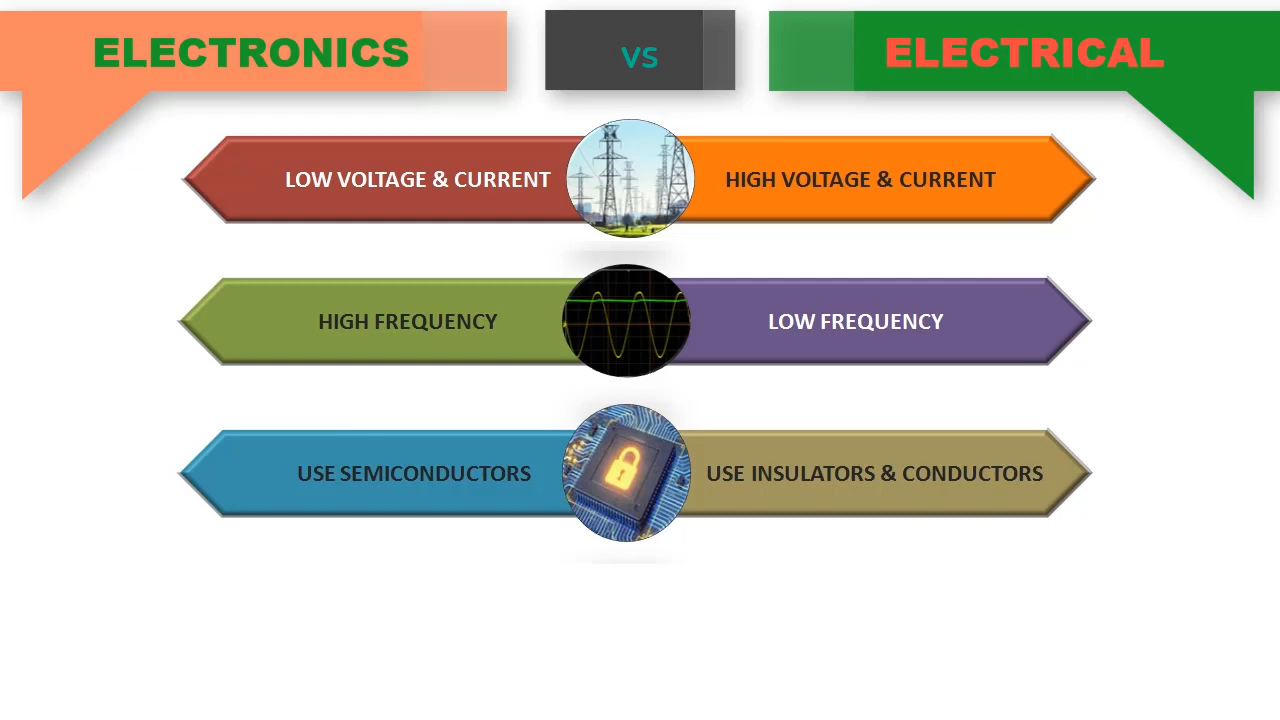 ELECTRONICS
VS
ELECTRICAL
LOW VOLTAGE & CURRENT
HIGH VOLTAGE & CURRENT
HIGH FREQUENCY
LOW FREQUENCY
USE SEMICONDUCTORS
USE INSULATORS & CONDUCTORS